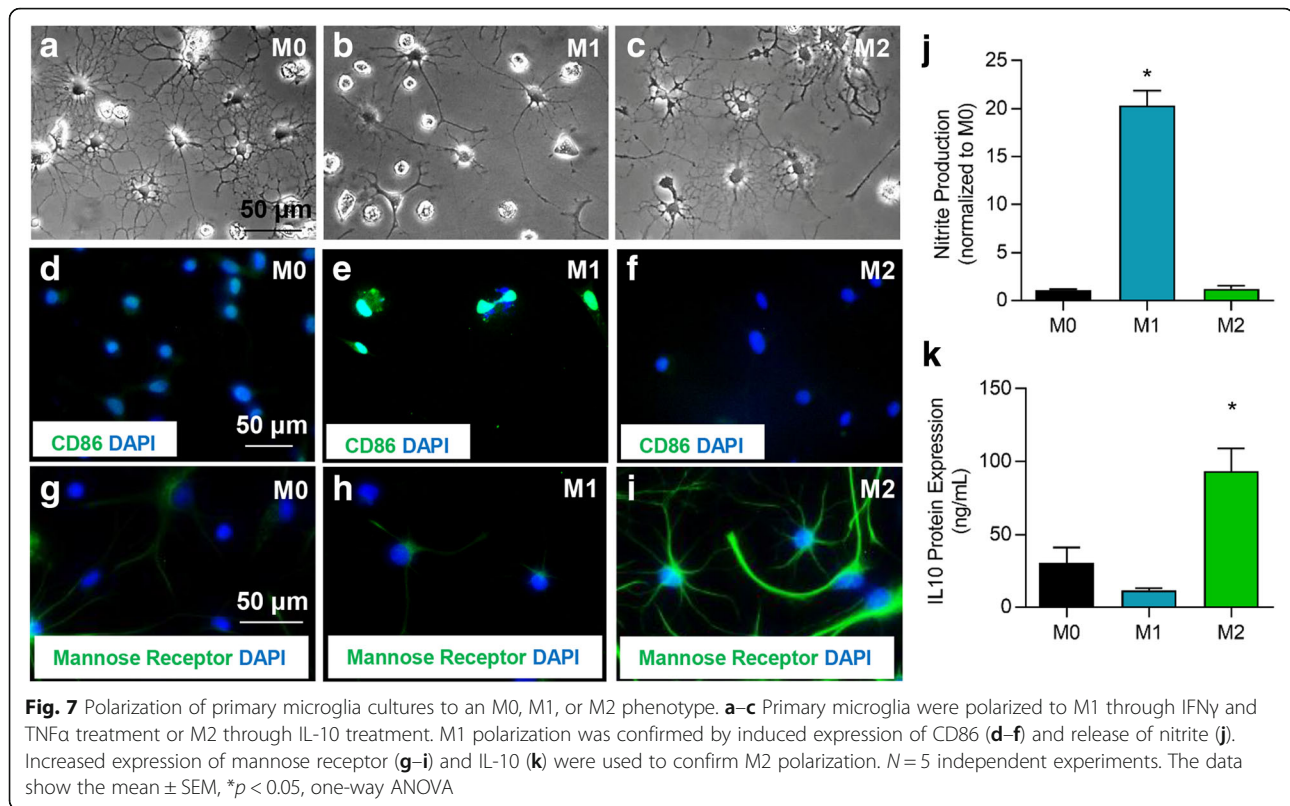 a M0
b M1
c M2
50 µm
d M0
e M1
f M2
CD86 DAPI
50 µm
CD86 DAPI
CD86 DAPI
g M0
h M1
i M2
50 µm
Mannose Receptor DAPI
Mannose Receptor DAPI
Mannose Receptor DAPI
j
Nitrite Production
(normalized to M0)
25
20
15
10
5
0
*
M0 M1 M2
k
IL10 Protein Expression
(ng/mL)
150
100
50
0
*
M0 M1 M2
Fig. 7 Polarization of primary microglia cultures to an M0, M1, or M2 phenotype. a–c Primary microglia were polarized to M1 through IFNγ and
TNFα treatment or M2 through IL-10 treatment. M1 polarization was confirmed by induced expression of CD86 (d–f) and release of nitrite (j).
Increased expression of mannose receptor (g–i) and IL-10 (k) were used to confirm M2 polarization. N = 5 independent experiments. The data
show the mean ± SEM, *p < 0.05, one-way ANOVA